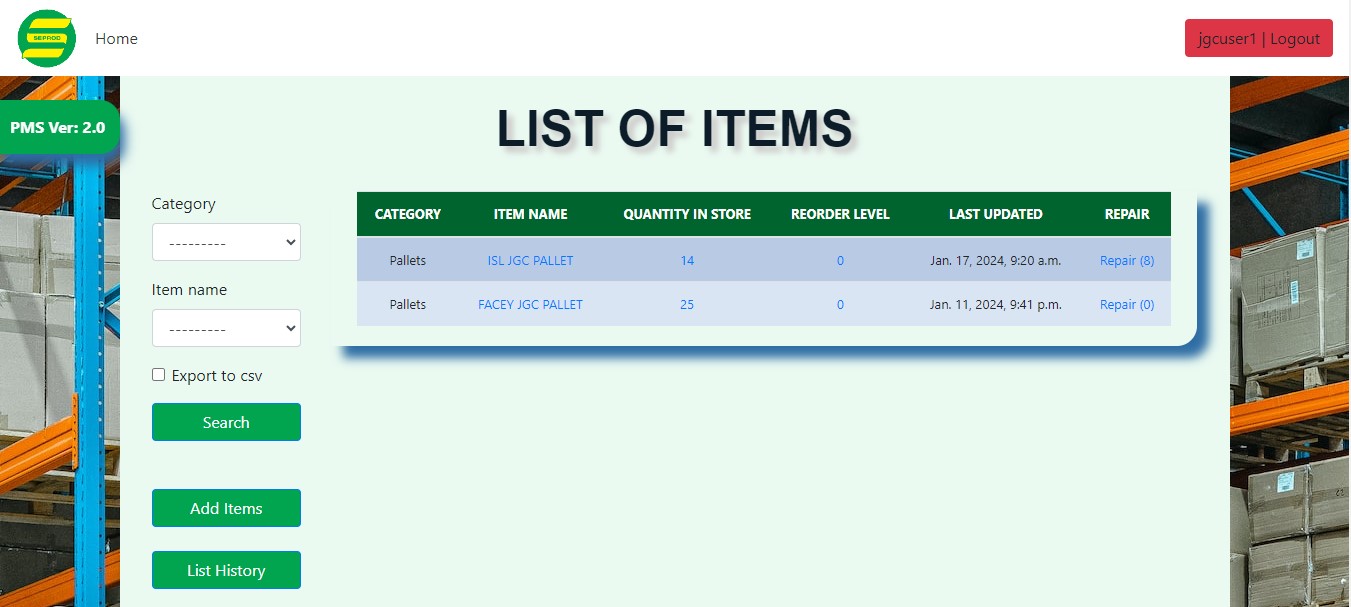 SEPROD
Home
jgcuser1 | Logout
PMS Ver: 2.0
LIST OF ITEMS
Category
---------
Item name
---------
Export to csv
Search
Add Items
List History
CATEGORY ITEM NAME QUANTITY IN STORE REORDER LEVEL LAST UPDATED REPAIR
Pallets ISL JGC PALLET 14 0 Jan. 17, 2024, 9:20 a.m. Repair (8)
Pallets FACEY JGC PALLET 25 0 Jan. 11, 2024, 9:41 p.m. Repair (0)